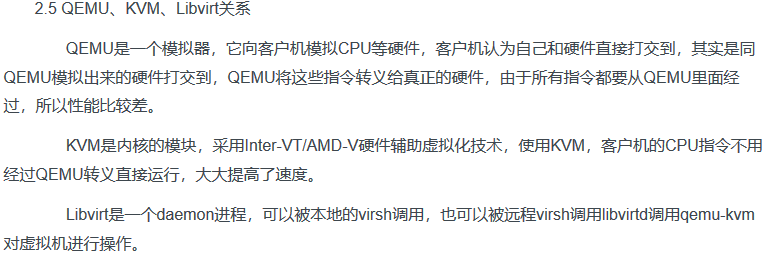 2.5 QEMU、KVM、Libvirt关系
QEMU是一个模拟器，它向客户机模拟CPU等硬件，客户机认为自己和硬件直接打交到，其实是同
QEMU模拟出来的硬件打交到，QEMU将这些指令转义给真正的硬件，由于所有指令都要从QEMU里面经
过，所以性能比较差。
KVM是内核的模块，采用Inter-VT/AMD-V硬件辅助虚拟化技术，使用KVM，客户机的CPU指令不用
经过QEMU转义直接运行，大大提高了速度。
Libvirt是一个daemon进程，可以被本地的virsh调用，也可以被远程virsh调用libvirtd调用qemu-kvm
对虚拟机进行操作。